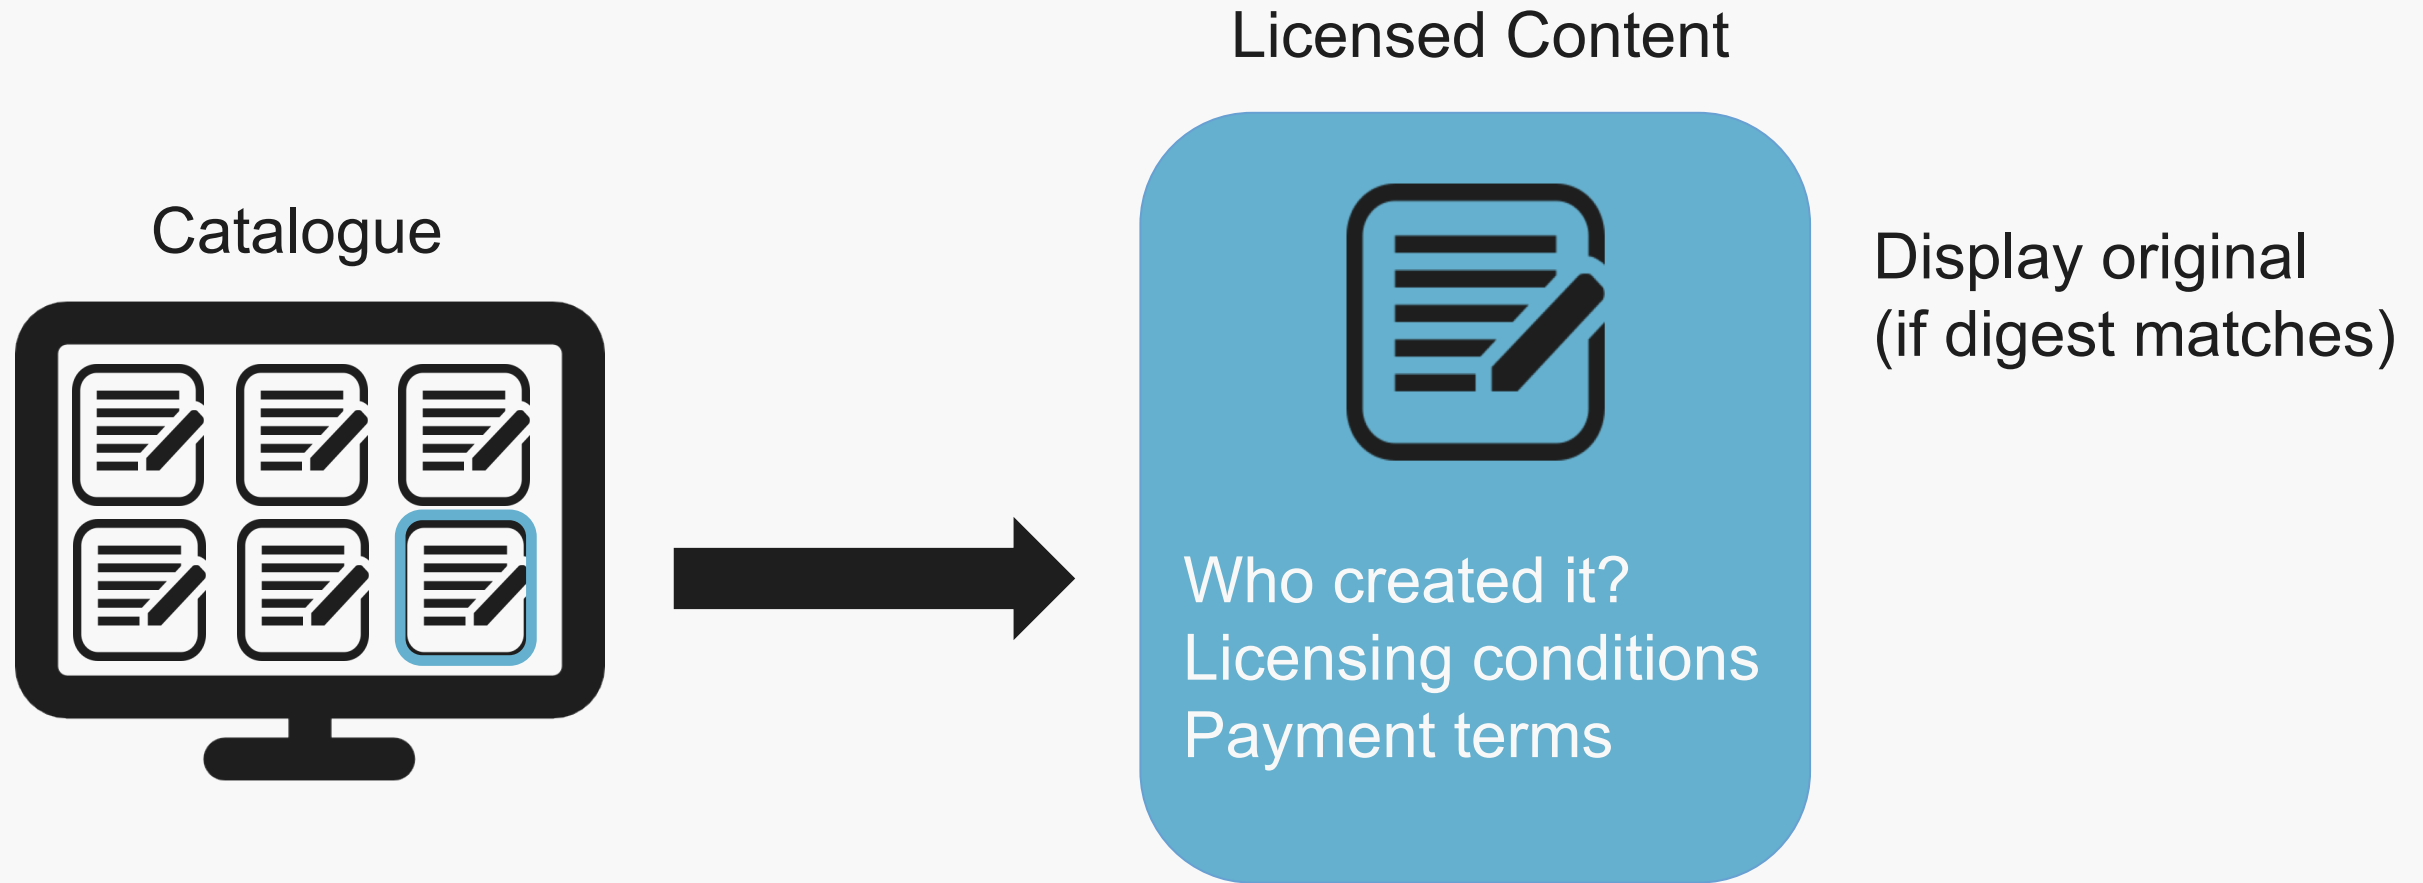 Licensed Content
Catalogue
Display original
(if digest matches)
Who created it?
Licensing conditions
Payment terms